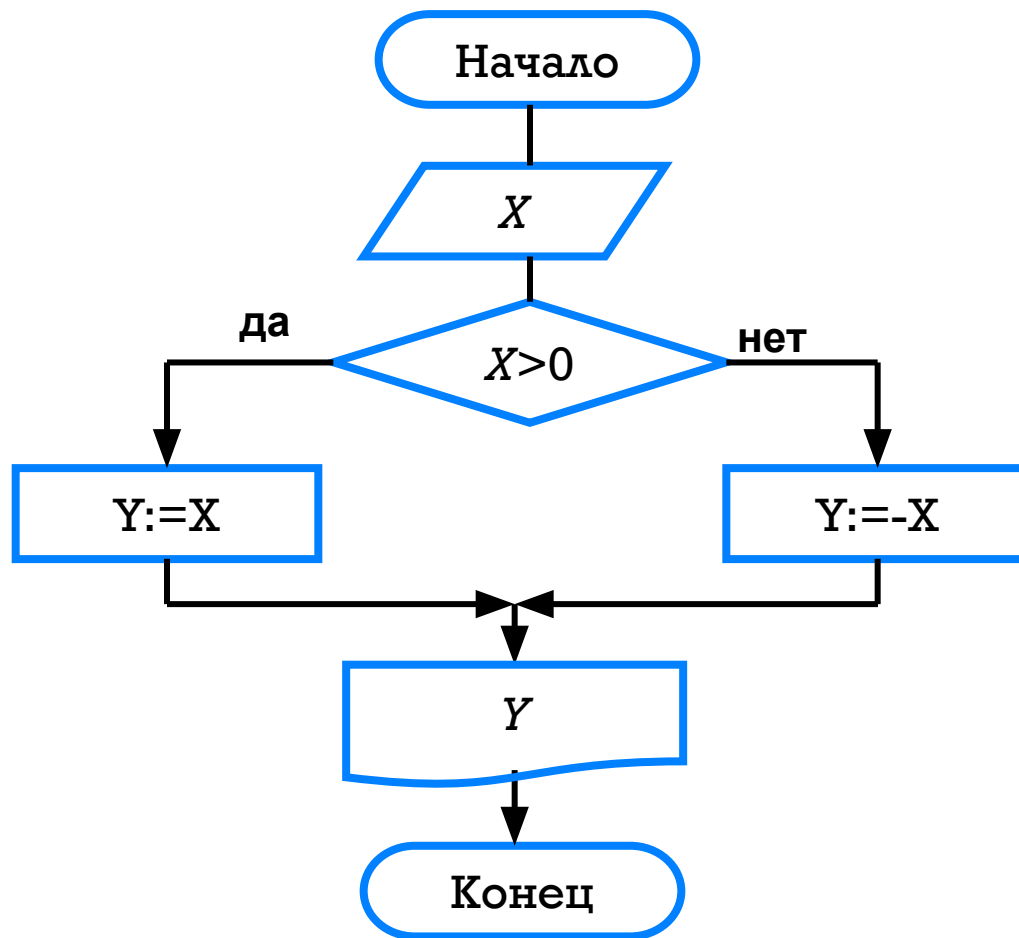 Начало
X
да
нет
X>0
Y:=X
Y:=-X
Y
Конец